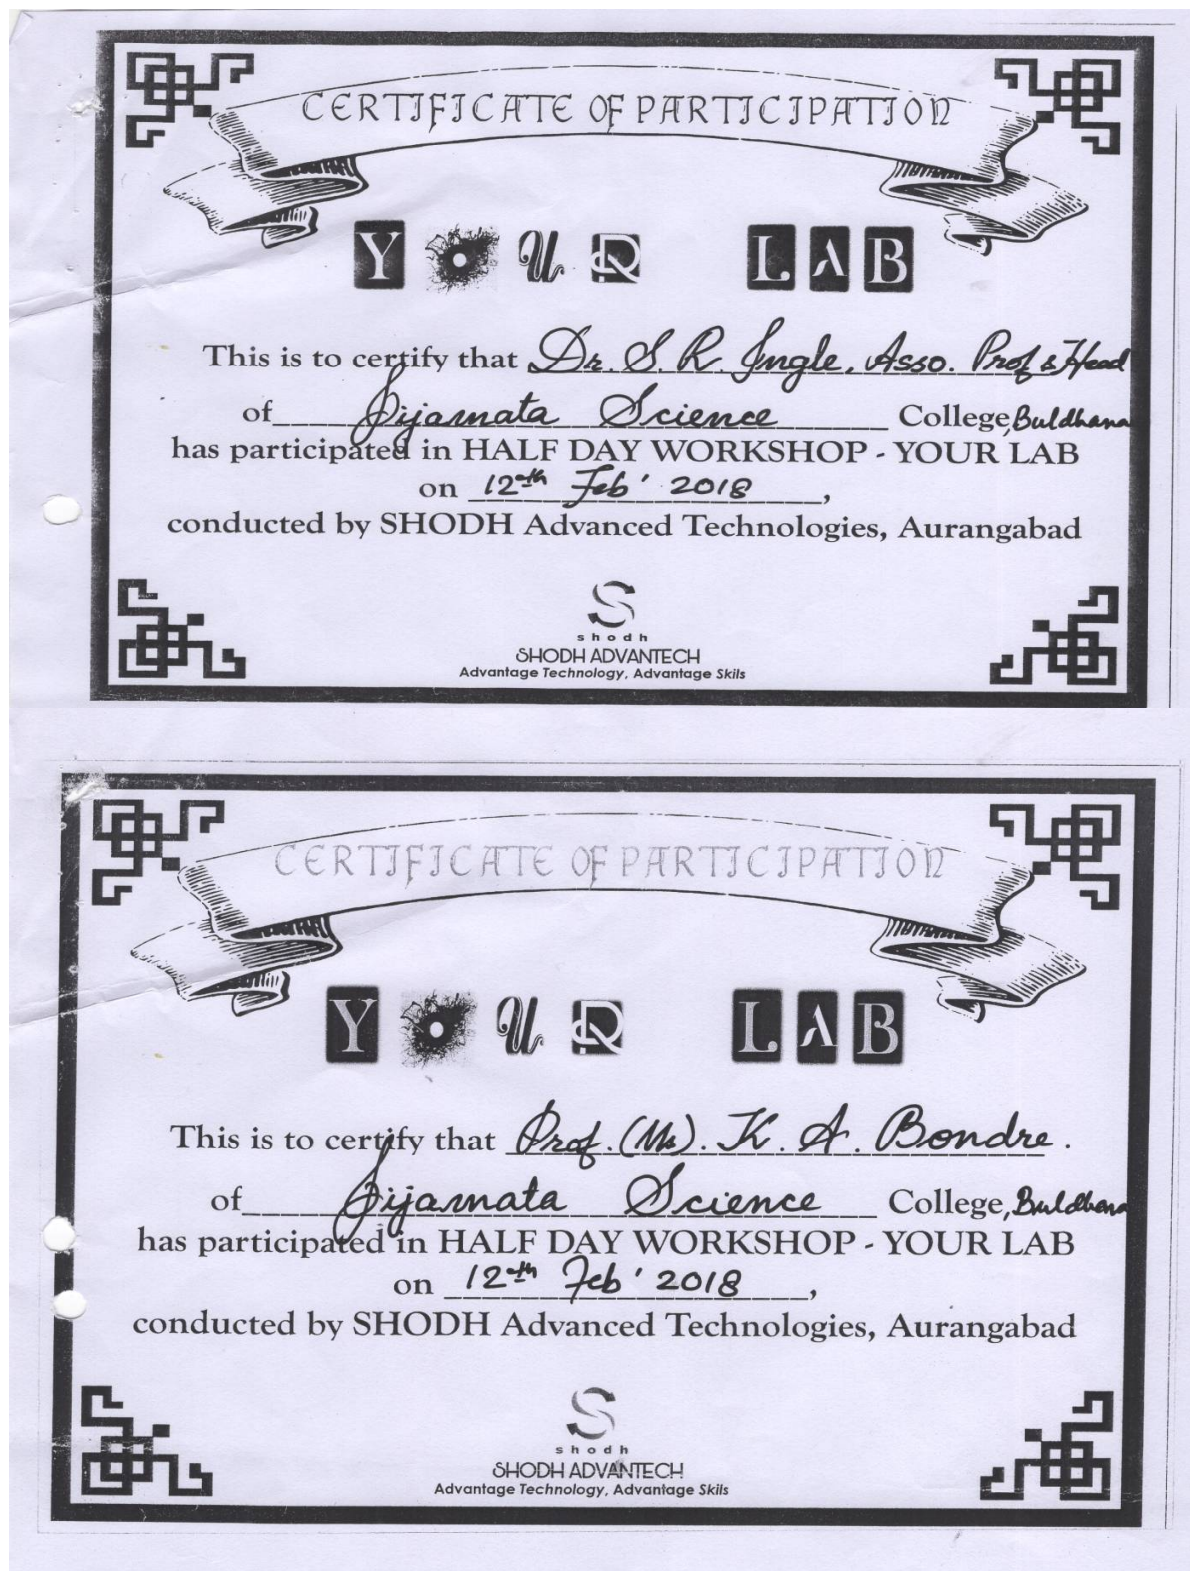 CERTIFICATE OF PARTICIPATION
YOUR LAB
This is to certify that Dr. S. R. Ingle, Asso. Prof & Head
of Jijamata Science College, Buldhana
has participated in HALF DAY WORKSHOP - YOUR LAB
on 12th Feb' 2018,
conducted by SHODH Advanced Technologies, Aurangabad
shodh
SHODH ADVANTECH
Advantage Technology, Advantage Skils
CERTIFICATE OF PARTICIPATION
YOUR LAB
This is to certify that Prof. (Ms). K. A. Bondre.
of Jijamata Science College, Buldhana
has participated in HALF DAY WORKSHOP - YOUR LAB
on 12th Feb' 2018,
conducted by SHODH Advanced Technologies, Aurangabad
shodh
SHODH ADVANTECH
Advantage Technology, Advantage Skils